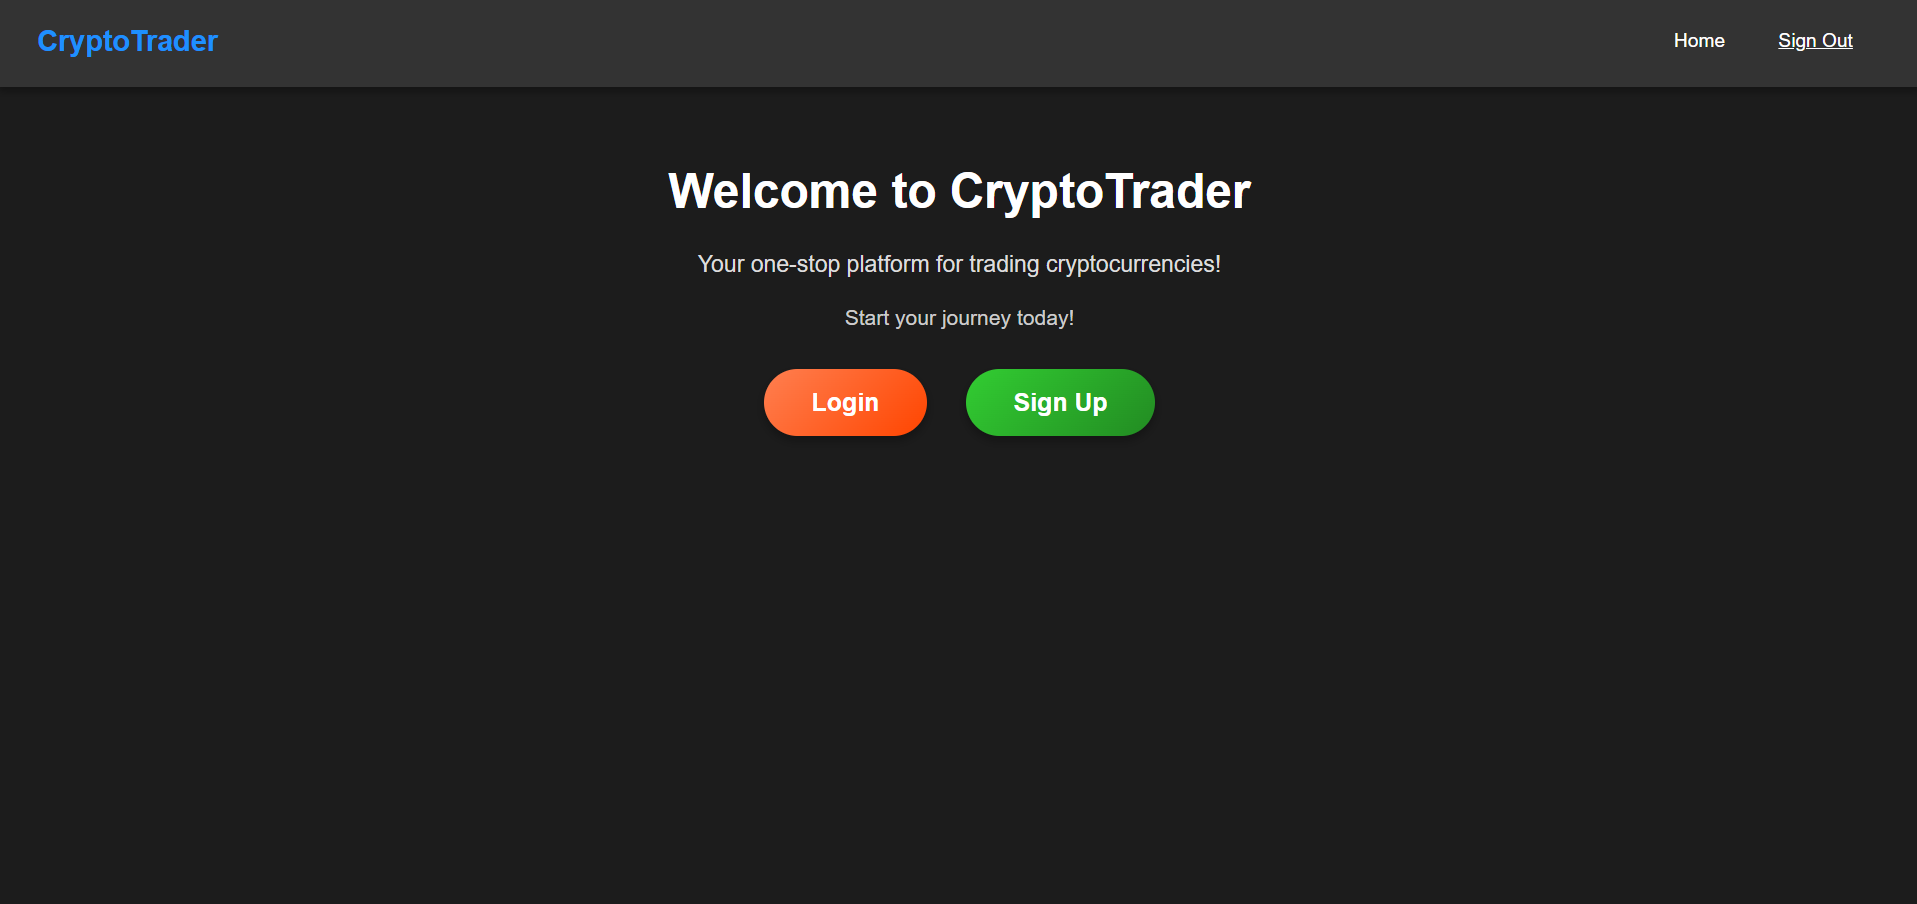 CryptoTrader
Home Sign Out
Welcome to CryptoTrader
Your one-stop platform for trading cryptocurrencies!
Start your journey today!
Login Sign Up